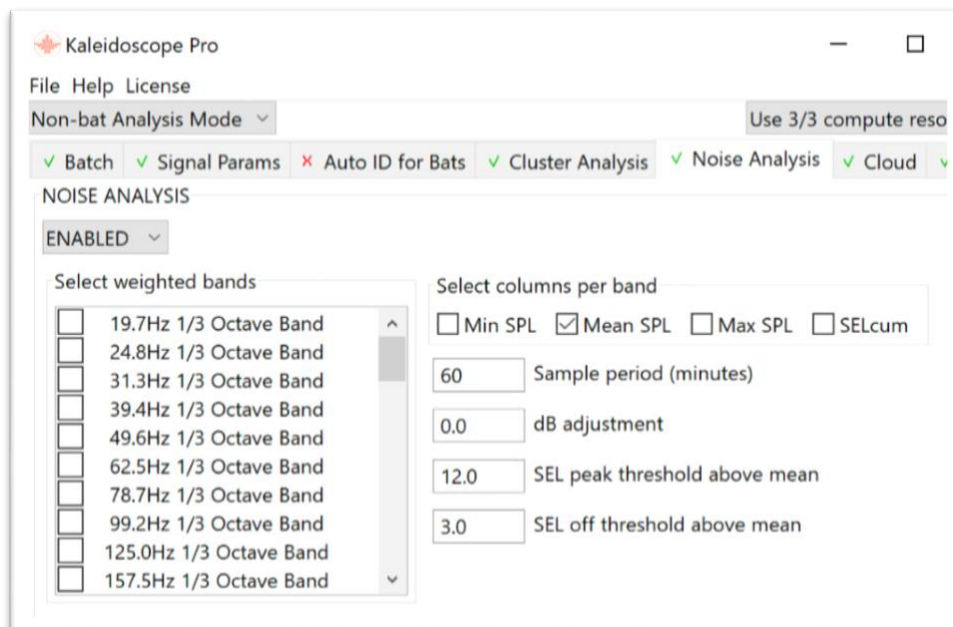 Kaleidoscope Pro
File Help License
Non-bat Analysis Mode
Use 3/3 compute reso
Batch Signal Params Auto ID for Bats Cluster Analysis Noise Analysis Cloud
NOISE ANALYSIS
ENABLED
Select weighted bands
19.7Hz 1/3 Octave Band
24.8Hz 1/3 Octave Band
31.3Hz 1/3 Octave Band
39.4Hz 1/3 Octave Band
49.6Hz 1/3 Octave Band
62.5Hz 1/3 Octave Band
78.7Hz 1/3 Octave Band
99.2Hz 1/3 Octave Band
125.0Hz 1/3 Octave Band
157.5Hz 1/3 Octave Band
Select columns per band
Min SPL Mean SPL Max SPL SELcum
60 Sample period (minutes)
0.0 dB adjustment
12.0 SEL peak threshold above mean
3.0 SEL off threshold above mean